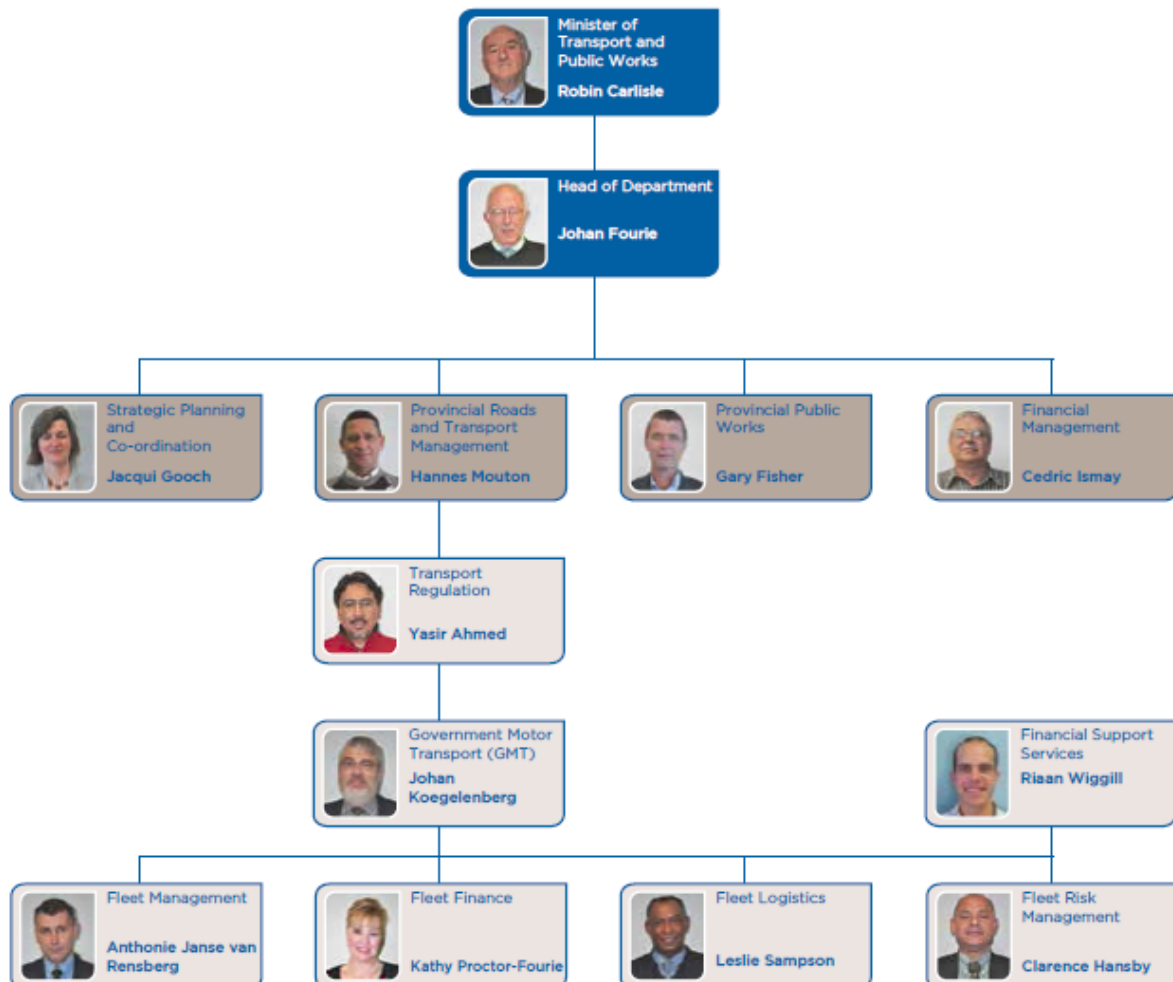 Minister of
Transport and
Public Works
Robin Carlisle
Head of Department
Johan Fourie
Strategic Planning
and
Co-ordination
Jacqui Gooch
Provincial Roads
and Transport
Management
Hannes Mouton
Provincial Public
Works
Gary Fisher
Financial
Management
Cedric Ismay
Transport
Regulation
Yasir Ahmed
Government Motor
Transport (GMT)
Johan
Koegelenberg
Financial Support
Services
Riaan Wiggill
Fleet Management
Anthonie Janse van
Rensberg
Fleet Finance
Kathy Proctor-Fourie
Fleet Logistics
Leslie Sampson
Fleet Risk
Management
Clarence Hansby